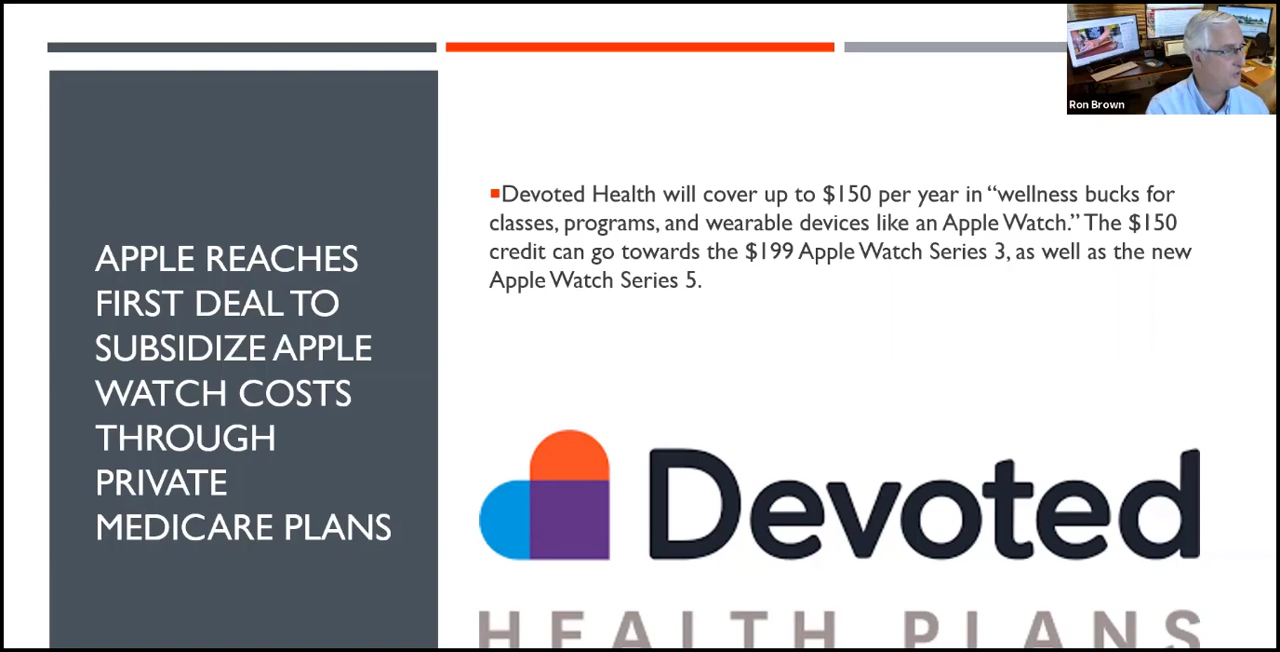 Ron Brown
APPLE REACHES
FIRST DEAL TO
SUBSIDIZE APPLE
WATCH COSTS
THROUGH
PRIVATE
MEDICARE PLANS
▪Devoted Health will cover up to $150 per year in “wellness bucks for
classes, programs, and wearable devices like an Apple Watch.” The $150
credit can go towards the $199 Apple Watch Series 3, as well as the new
Apple Watch Series 5.
Devoted
HEALTH PLANS